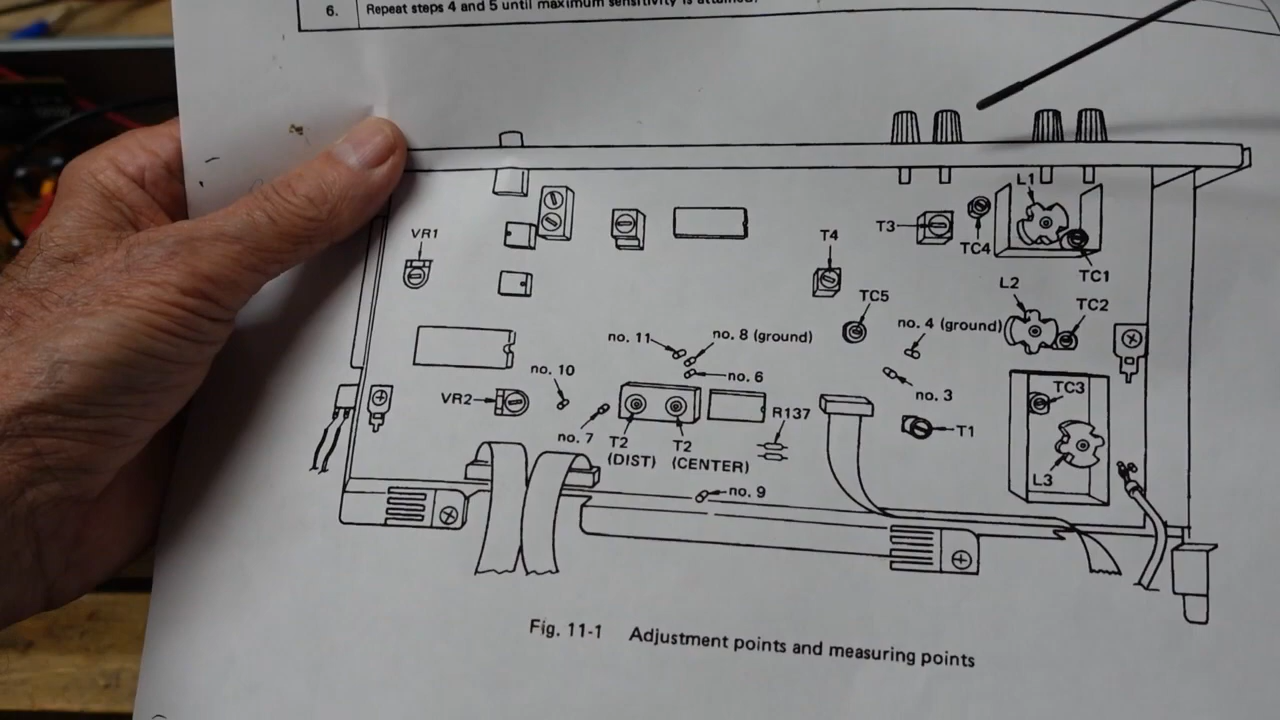 6. Repeat steps 4 and 5 until maximum sensitivity is attained.
L1
VR1
T3
T4
TC4
TC1
L2
TC5
TC2
no. 4 (ground)
no. 11
no. 8 (ground)
no. 10
no. 6
no. 3
TC3
VR2
R137
T1
no. 7
T2
(DIST)
T2
(CENTER)
L3
no. 9
Fig. 11-1 Adjustment points and measuring points